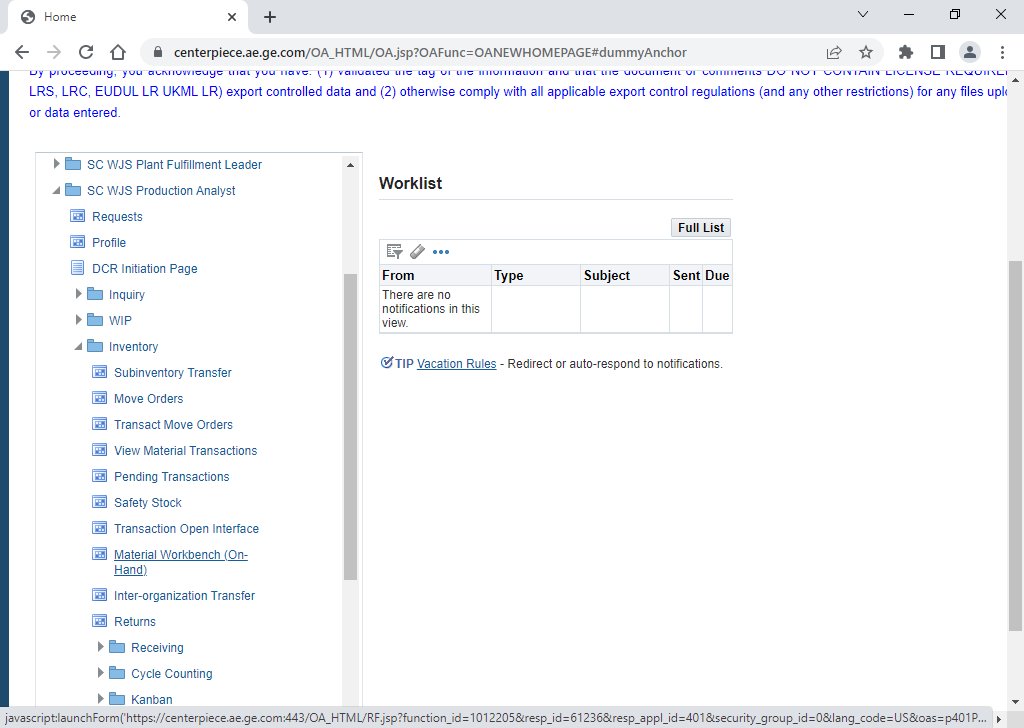 Home
centerpiece.ae.ge.com/OA_HTML/OA.jsp?OAFunc=OANEWHOMEPAGE#dummyAnchor
By proceeding, you acknowledge that you have: (1) validated the tag of the information and that the document or comments DO NOT CONTAIN LICENSE
LRS, LRC, EUDUL LR UKML LR) export controlled data and (2) otherwise comply with all applicable export control regulations (and any other restrictions) for any files
or data entered.
SC WJS Plant Fulfillment Leader
SC WJS Production Analyst
Requests
Profile
DCR Initiation Page
Inquiry
WIP
Inventory
Subinventory Transfer
Move Orders
Transact Move Orders
View Material Transactions
Pending Transactions
Safety Stock
Transaction Open Interface
Material Workbench (On-
Hand)
Inter-organization Transfer
Returns
Receiving
Cycle Counting
Kanban
Worklist
Full List
From Type Subject Sent Due
There are no
notifications in this
view.
TIP Vacation Rules - Redirect or auto-respond to notifications.
javascript:launchForm('https://centerpiece.ae.ge.com:443/OA_HTML/RF.jsp?function_id=1012205&resp_id=61236&resp_appl_id=401&security_group_id=0&lang_code=US&oas=p401P...